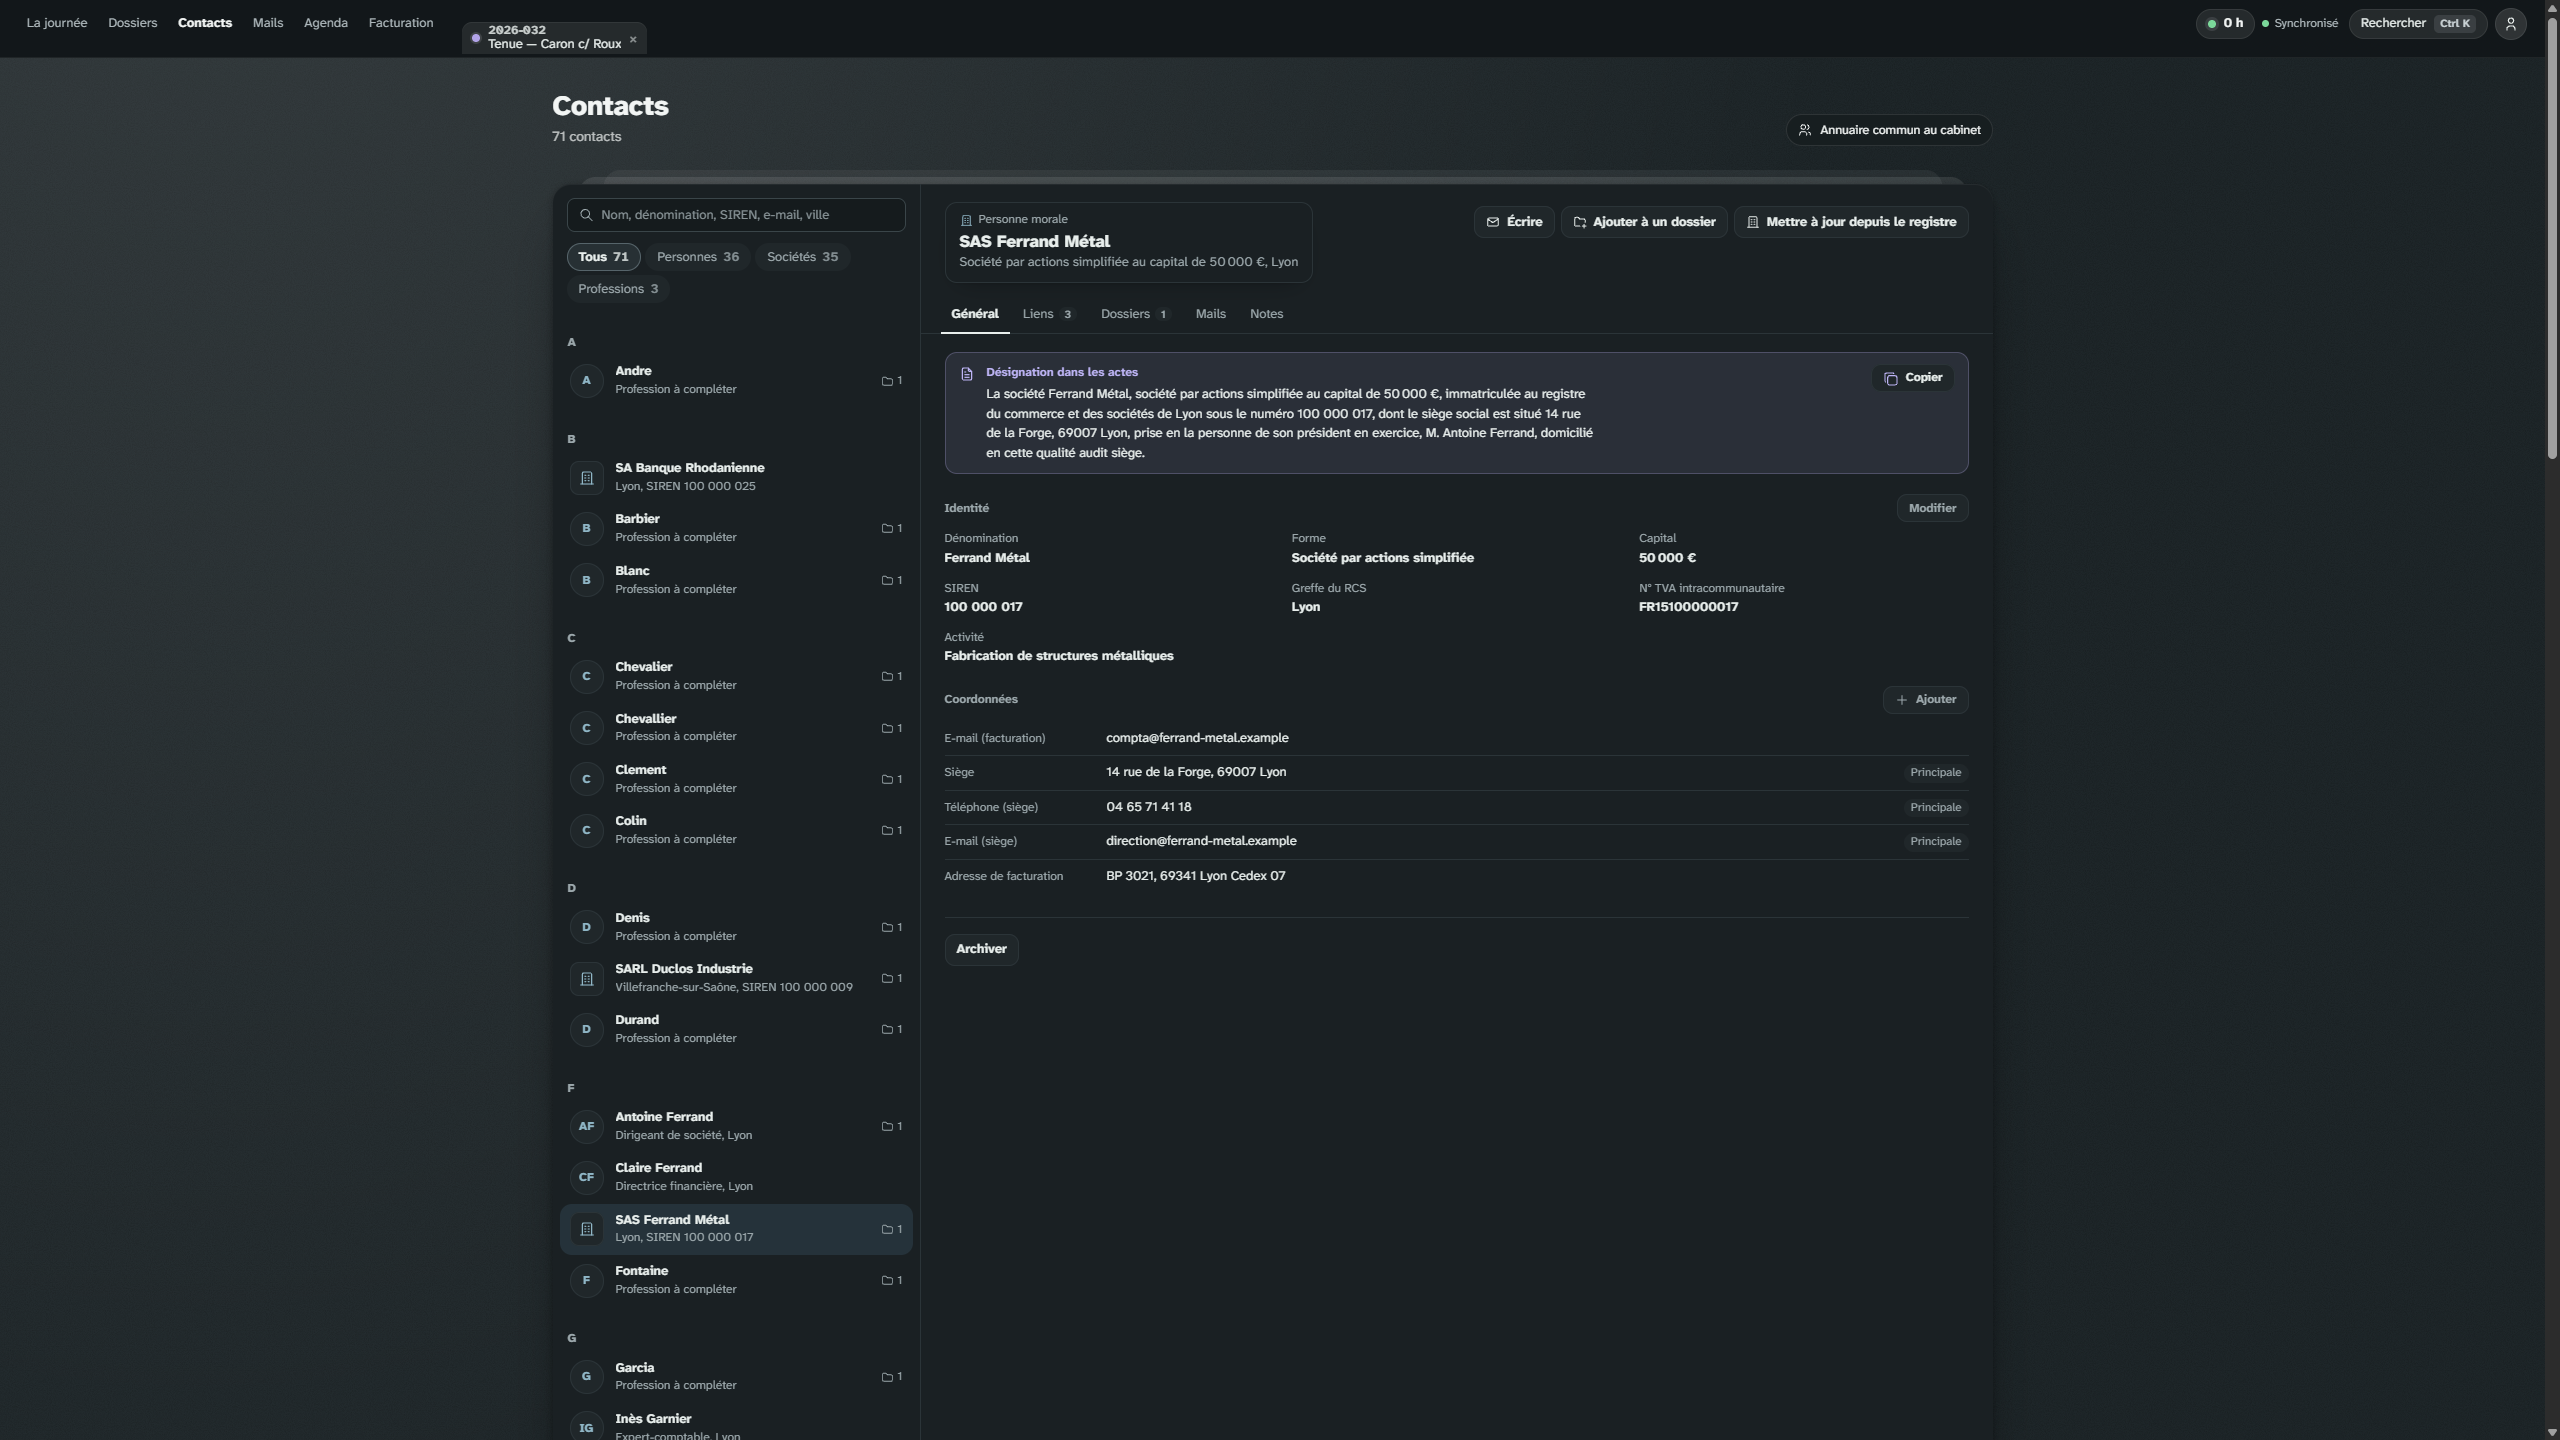 La journée
Dossiers
Contacts
Mails
Agenda
Facturation
2026-032
Tenue — Caron c/ Roux
0 h
Synchronisé
Rechercher Ctrl K
Contacts
71 contacts
Annuaire commun au cabinet
Nom, dénomination, SIREN, e-mail, ville
Tous 71
Personnes 36
Sociétés 35
Professions 3
A
A
Andre
Profession à compléter
1
B
SA Banque Rhodanienne
Lyon, SIREN 100 000 025
B
Barbier
Profession à compléter
1
B
Blanc
Profession à compléter
1
C
C
Chevalier
Profession à compléter
1
C
Chevallier
Profession à compléter
1
C
Clement
Profession à compléter
1
C
Colin
Profession à compléter
1
D
D
Denis
Profession à compléter
1
SARL Duclos Industrie
Villefranche-sur-Saône, SIREN 100 000 009
1
D
Durand
Profession à compléter
1
F
AF
Antoine Ferrand
Dirigeant de société, Lyon
1
CF
Claire Ferrand
Directrice financière, Lyon
SAS Ferrand Métal
Lyon, SIREN 100 000 017
1
F
Fontaine
Profession à compléter
1
G
G
Garcia
Profession à compléter
1
IG
Inès Garnier
Expert-comptable, Lyon
Personne morale
SAS Ferrand Métal
Société par actions simplifiée au capital de 50 000 €, Lyon
Écrire
Ajouter à un dossier
Mettre à jour depuis le registre
Général
Liens 3
Dossiers 1
Mails
Notes
Désignation dans les actes
La société Ferrand Métal, société par actions simplifiée au capital de 50 000 €, immatriculée au registre
du commerce et des sociétés de Lyon sous le numéro 100 000 017, dont le siège social est situé 14 rue
de la Forge, 69007 Lyon, prise en la personne de son président en exercice, M. Antoine Ferrand, domicilié
en cette qualité audit siège.
Copier
Identité
Modifier
Dénomination
Ferrand Métal
Forme
Société par actions simplifiée
Capital
50 000 €
SIREN
100 000 017
Greffe du RCS
Lyon
N° TVA intracommunautaire
FR15100000017
Activité
Fabrication de structures métalliques
Coordonnées
Ajouter
E-mail (facturation) compta@ferrand-metal.example
Siège 14 rue de la Forge, 69007 Lyon Principale
Téléphone (siège) 04 65 71 41 18 Principale
E-mail (siège) direction@ferrand-metal.example Principale
Adresse de facturation BP 3021, 69341 Lyon Cedex 07
Archiver